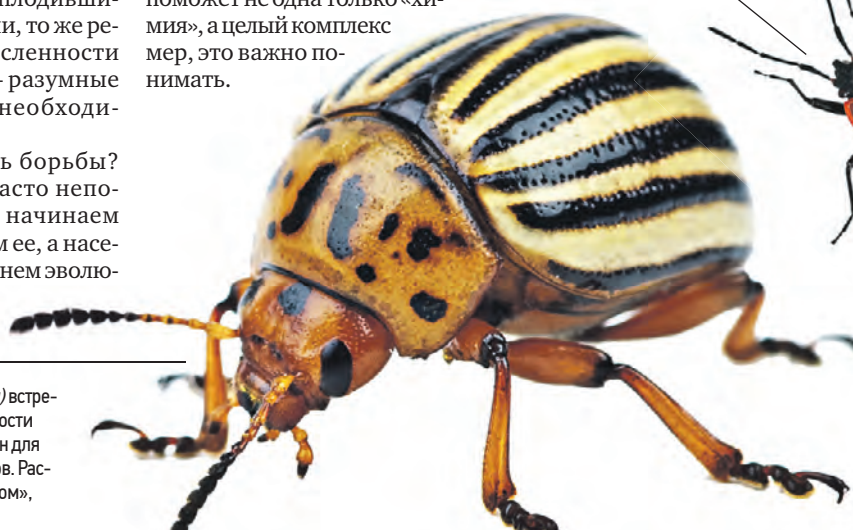 плодивши-
и, то же ре-
сленности
– разумные
необходи-
ь борьбы?
асто непо-
начинаем
м ее, а насе-
нем эволю-
поможет не одна только «хи-
мия», а целый комплекс
мер, это важно по-
нимать.
) встре-
ости
н для
ов. Рас-
ом»,